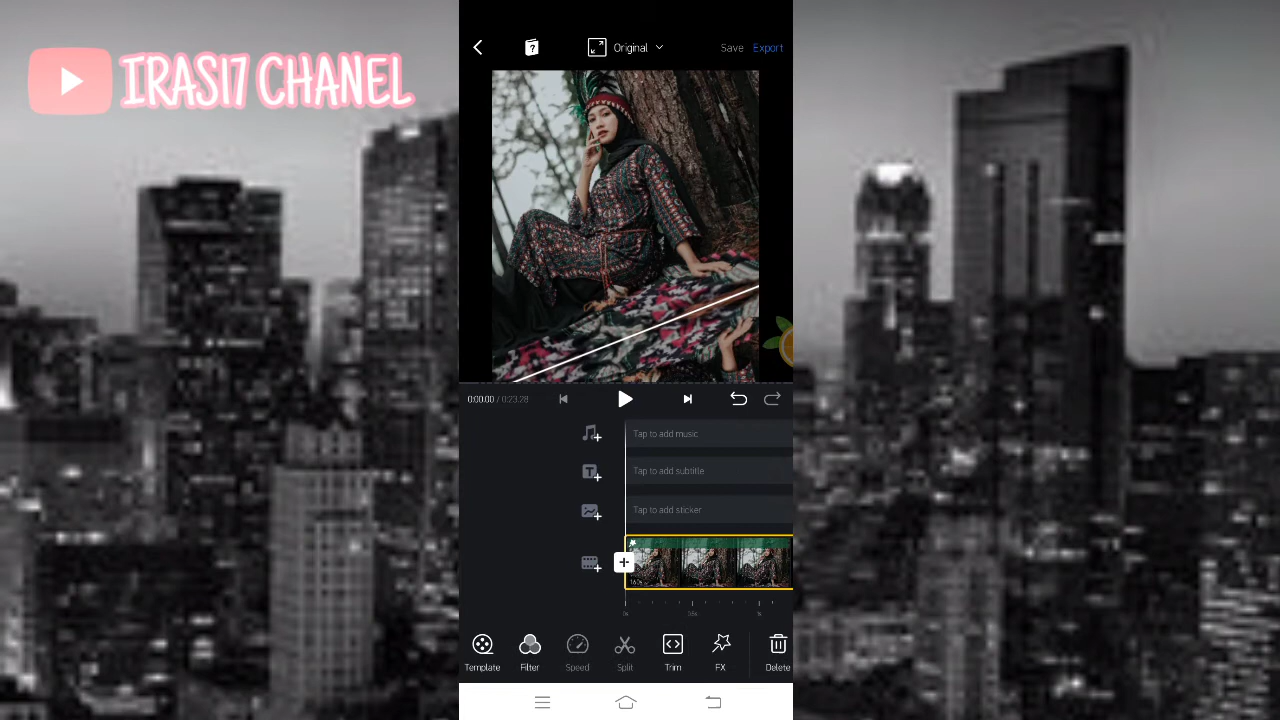 IRASI7 CHANEL
Original
Save
Export
0:00.00 / 0:23.28
Tap to add music
Tap to add subtitle
Tap to add sticker
Template
Filter
Speed
Split
Trim
FX
Delete